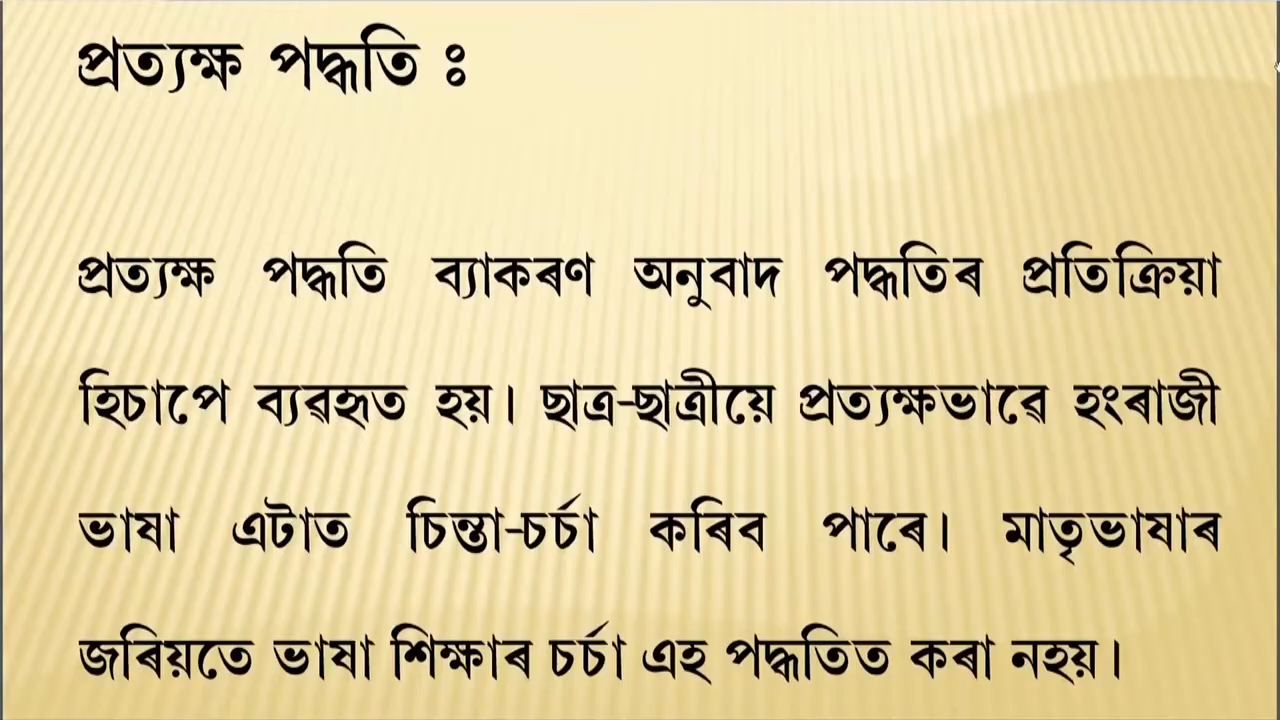 প্ৰত্যক্ষ পদ্ধতি ঃ
প্ৰত্যক্ষ পদ্ধতি ব্যাকৰণ অনুবাদ পদ্ধতিৰ প্ৰতিক্ৰিয়া
হিচাপে ব্যৱহৃত হয়। ছাত্ৰ-ছাত্ৰীয়ে প্ৰত্যক্ষভাৱে হংৰাজী
ভাষা এটাত চিন্তা-চৰ্চা কৰিব পাৰে। মাতৃভাষাৰ
জৰিয়তে ভাষা শিক্ষাৰ চৰ্চা এহ পদ্ধতিত কৰা নহয়।